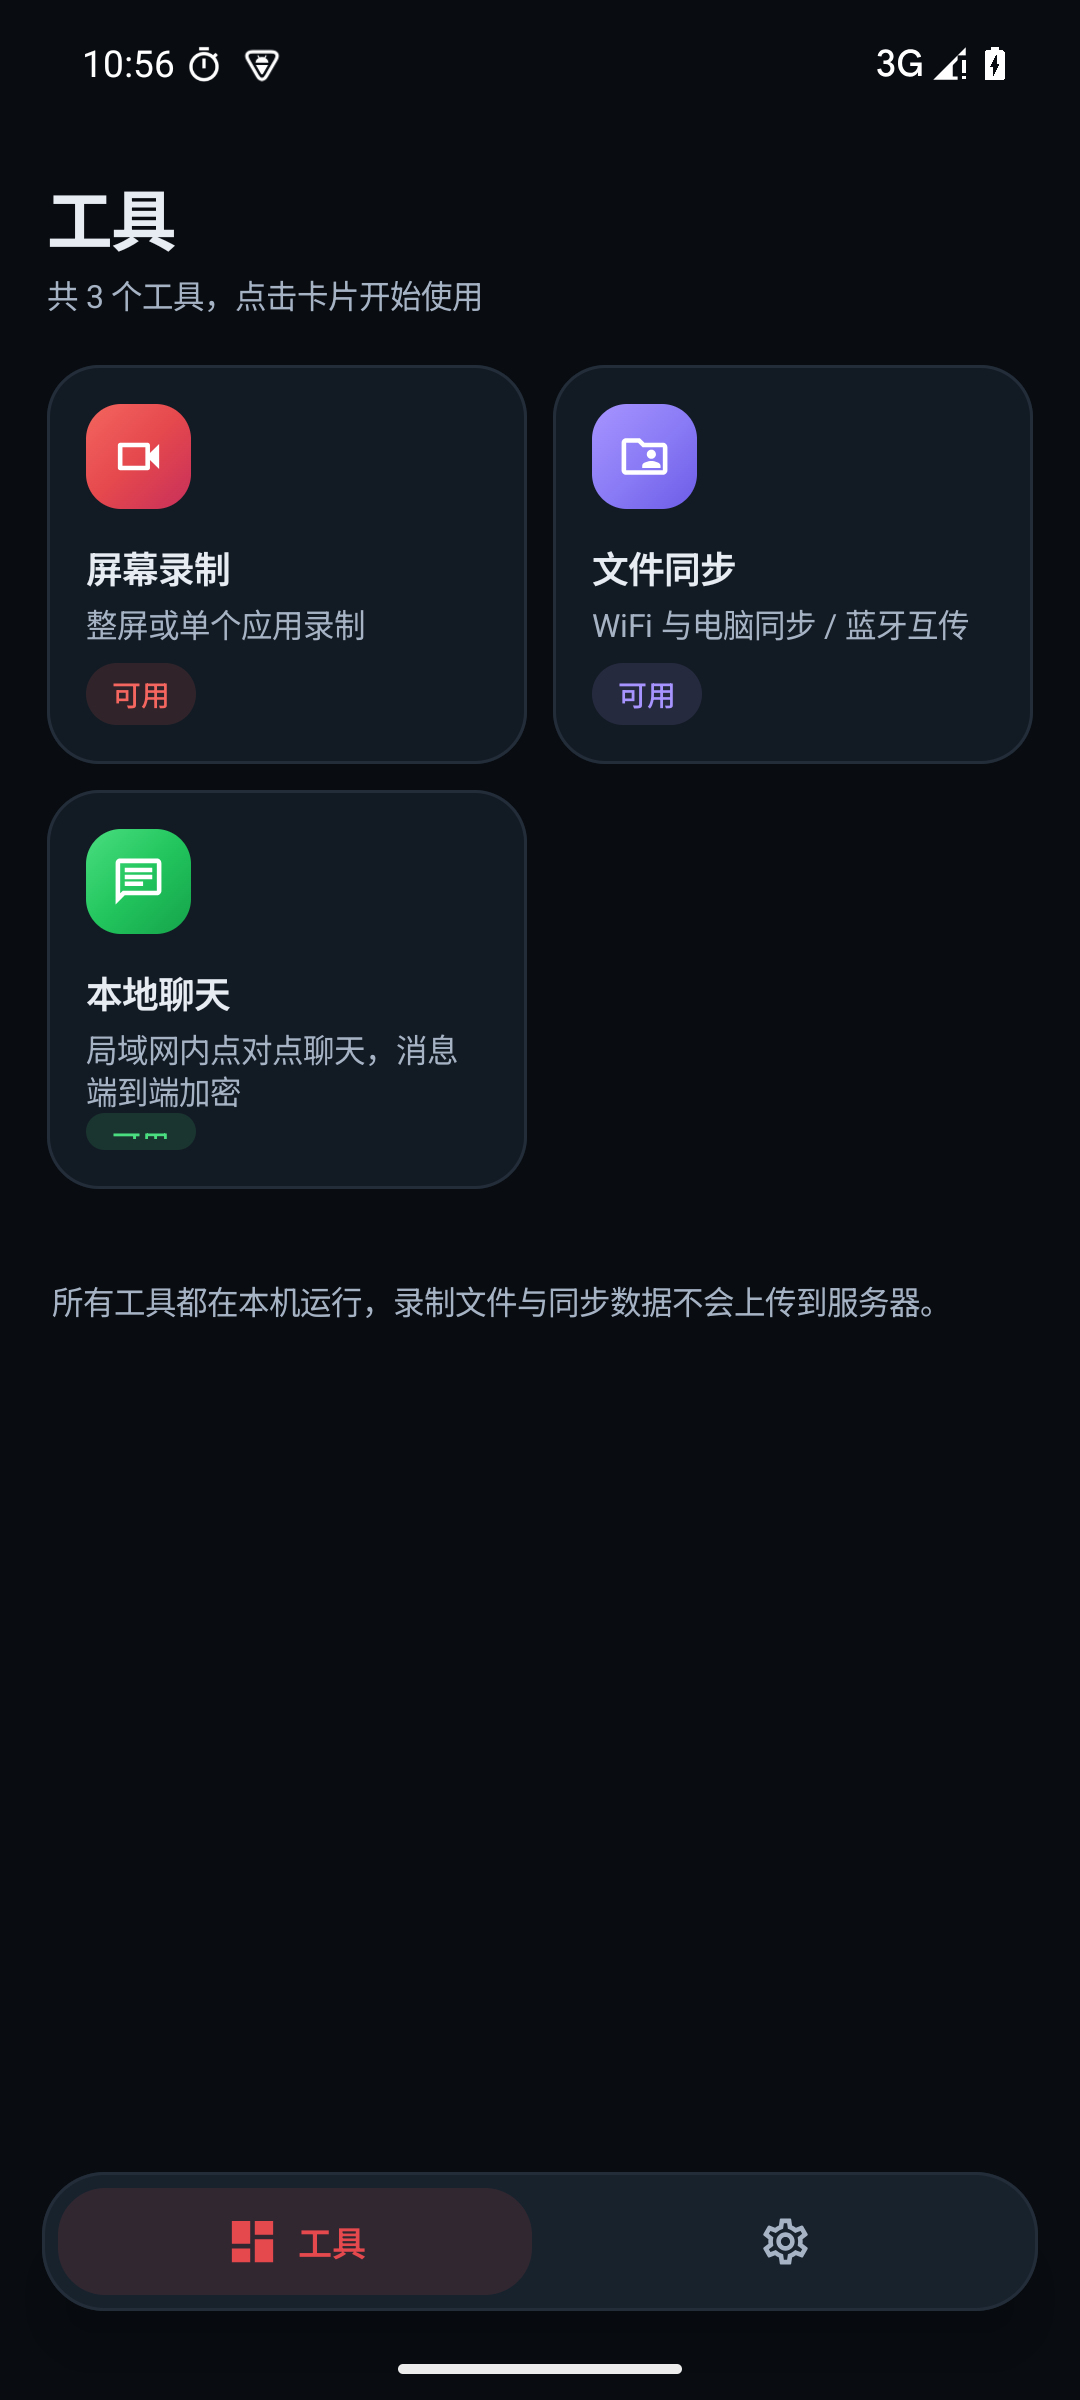 10:56
3G
工具
共 3 个工具，点击卡片开始使用
屏幕录制
整屏或单个应用录制
可用
文件同步
WiFi 与电脑同步 / 蓝牙互传
可用
本地聊天
局域网内点对点聊天，消息
端到端加密
所有工具都在本机运行，录制文件与同步数据不会上传到服务器。
工具